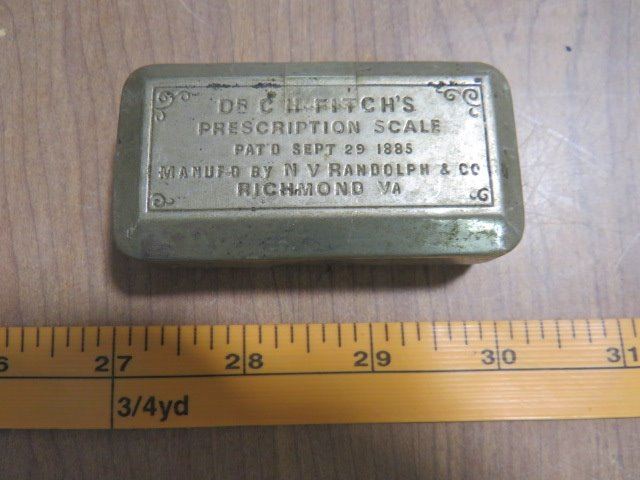 DR C H FITCH'S
PRESCRIPTION SCALE
PAT'D SEPT 29 1885
MANUF'D BY N V RANDOLPH & CO
RICHMOND VA
6 27 28 29 30 31
3/4yd